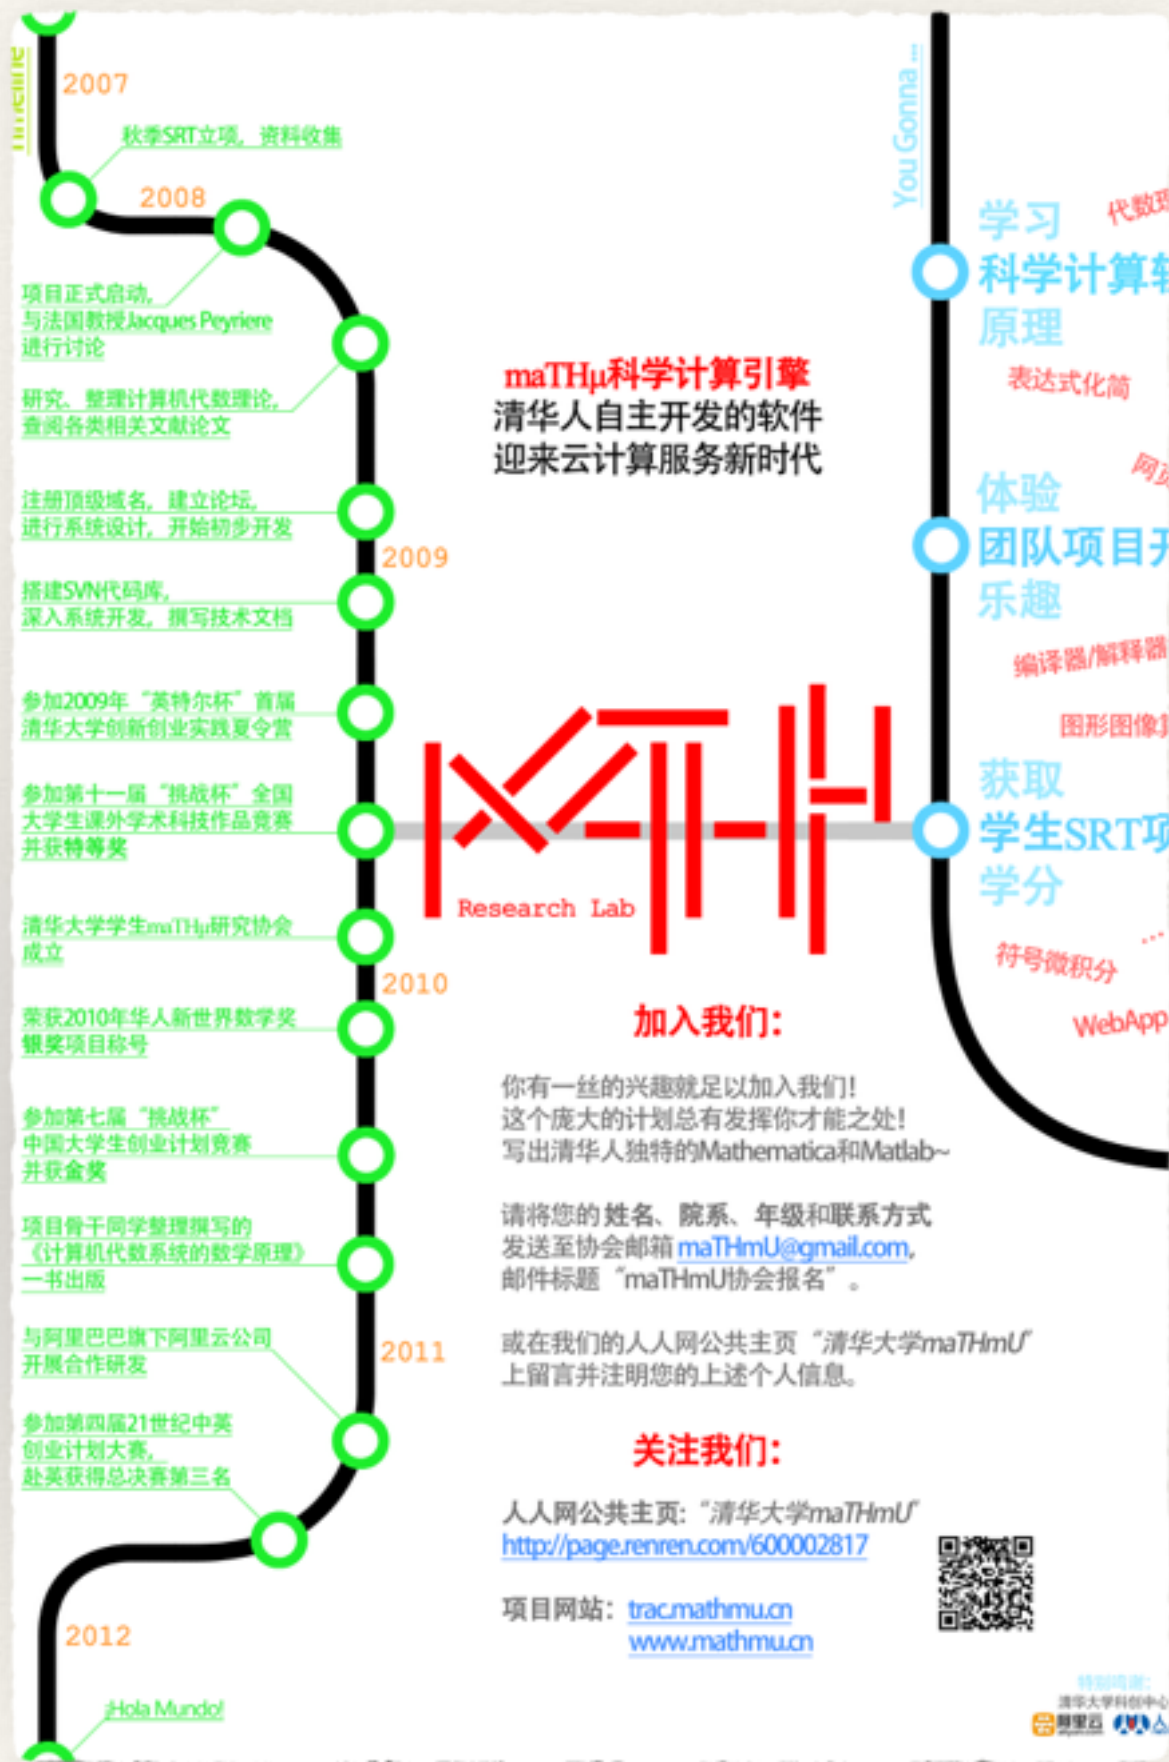 Timeline
2007
秋季SRT立项，资料收集
2008
项目正式启动，
与法国教授Jacques Peyriere
进行讨论
研究、整理计算机代数理论，
查阅各类相关文献论文
注册顶级域名，建立论坛，
进行系统设计，开始初步开发
2009
搭建SVN代码库，
深入系统开发，撰写技术文档
参加2009年“英特尔杯”首届
清华大学创新创业实践夏令营
参加第十一届“挑战杯”全国
大学生课外学术科技作品竞赛
并获特等奖
清华大学学生maTHμ研究协会
成立
2010
荣获2010年华人新世界数学奖
银奖项目称号
参加第七届“挑战杯”
中国大学生创业计划竞赛
并获金奖
项目骨干同学整理撰写的
《计算机代数系统的数学原理》
一书出版
与阿里巴巴旗下阿里云公司
开展合作研发
2011
参加第四届21世纪中英
创业计划大赛，
赴英获得总决赛第三名
2012
¡Hola Mundo!
maTHμ科学计算引擎
清华人自主开发的软件
迎来云计算服务新时代
Research Lab
加入我们：
你有一丝的兴趣就足以加入我们！
这个庞大的计划总有发挥你才能之处！
写出清华人独特的Mathematica和Matlab~
请将您的 姓名、院系、年级和联系方式
发送至协会邮箱 maTHmU@gmail.com,
邮件标题“maTHmU协会报名”。
或在我们的人人网公共主页“清华大学maTHmU”
上留言并注明您的上述个人信息。
关注我们：
人人网公共主页：“清华大学maTHmU”
http://page.renren.com/600002817
项目网站： trac.mathmu.cn
www.mathmu.cn
You Gonna ...
学习
代数
科学计算
原理
表达式化简
体验
团队项目
乐趣
编译器/解释器
图形图像
获取
学生SRT项
学分
...
符号微积分
WebApp
特别鸣谢：
清华大学科创中心
阿里云